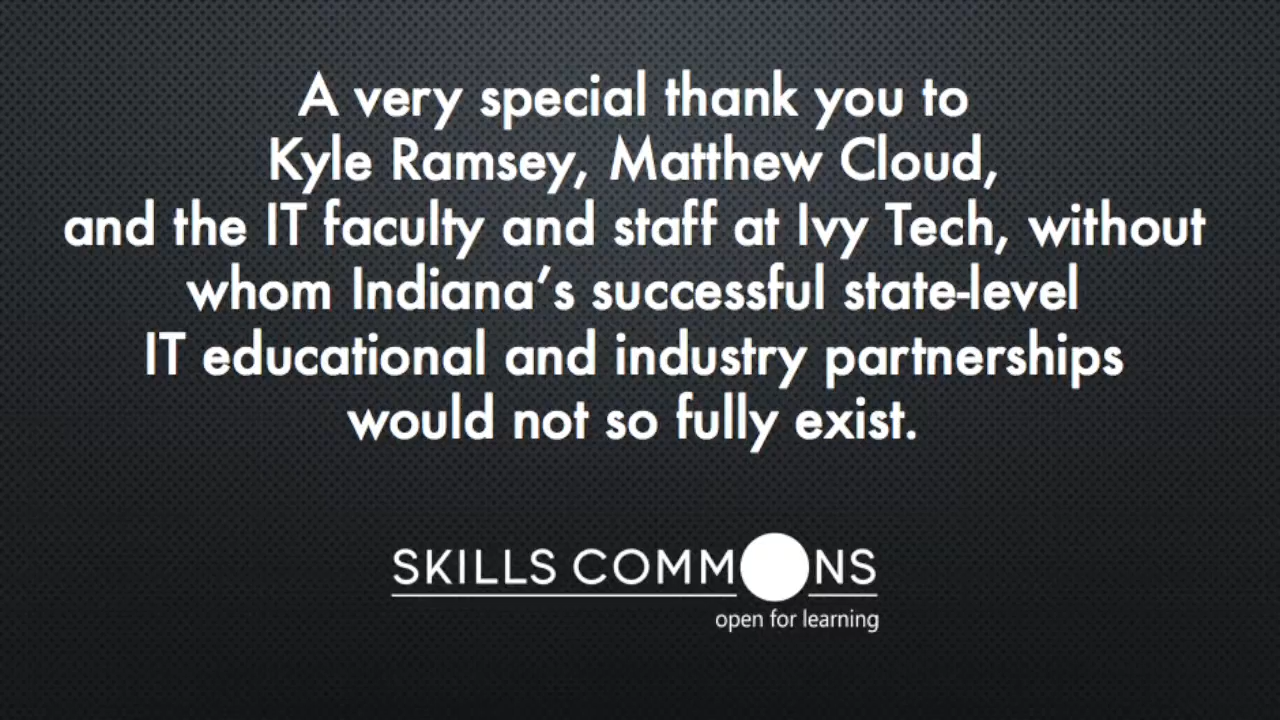 A very special thank you to
Kyle Ramsey, Matthew Cloud,
and the IT faculty and staff at Ivy Tech, without
whom Indiana’s successful state-level
IT educational and industry partnerships
would not so fully exist.
SKILLS COMMONS
open for learning